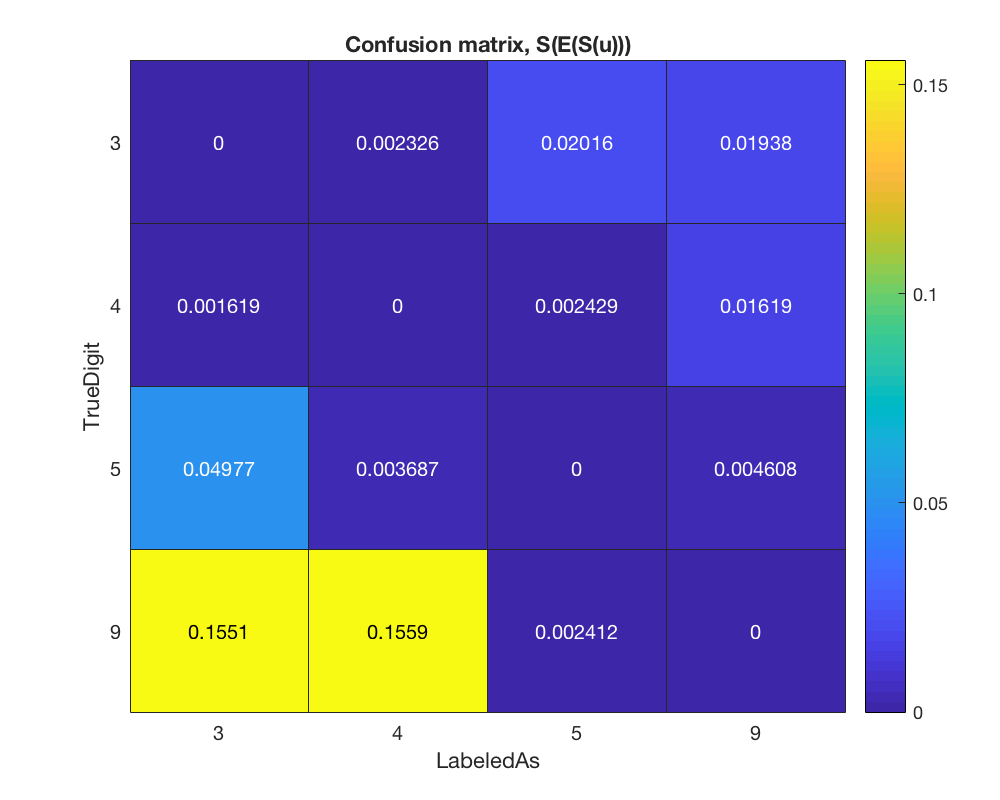 Confusion matrix, S(E(S(u)))
3 0 0.002326 0.02016 0.01938
4 0.001619 0 0.002429 0.01619
5 0.04977 0.003687 0 0.004608
9 0.1551 0.1559 0.002412 0
3 4 5 9
LabeledAs
TrueDigit
0.15
0.1
0.05
0